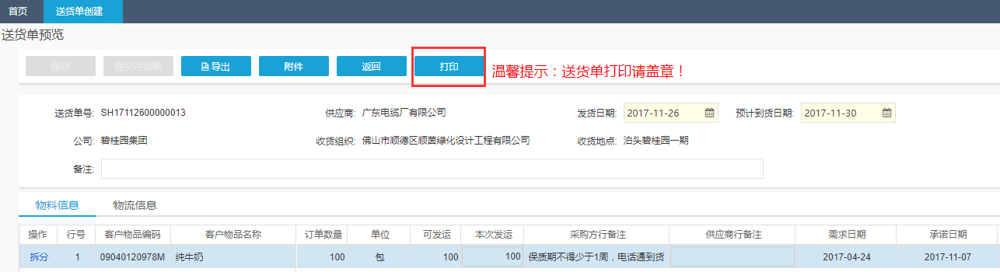 首页 送货单创建
送货单预览
保存 提交送货单 导出 附件 返回 打印 温馨提示：送货单打印请盖章！
送货单号: SH17112600000013 供应商: 广东电缆厂有限公司 发货日期: 2017-11-26 预计到货日期: 2017-11-30
公司: 碧桂园集团 收货组织: 佛山市顺德区顺茵绿化设计工程有限公司 收货地点: 泊头碧桂园一期
备注:
物料信息 物流信息
操作 行号 客户物品编码 客户物品名称 订单数量 单位 可发运 本次发运 采购方行备注 供应商行备注 需求日期 承诺日期
拆分 1 09040120978M 纯牛奶 100 包 100 100 保质期不得少于1周，电话通到货 2017-04-24 2017-11-07